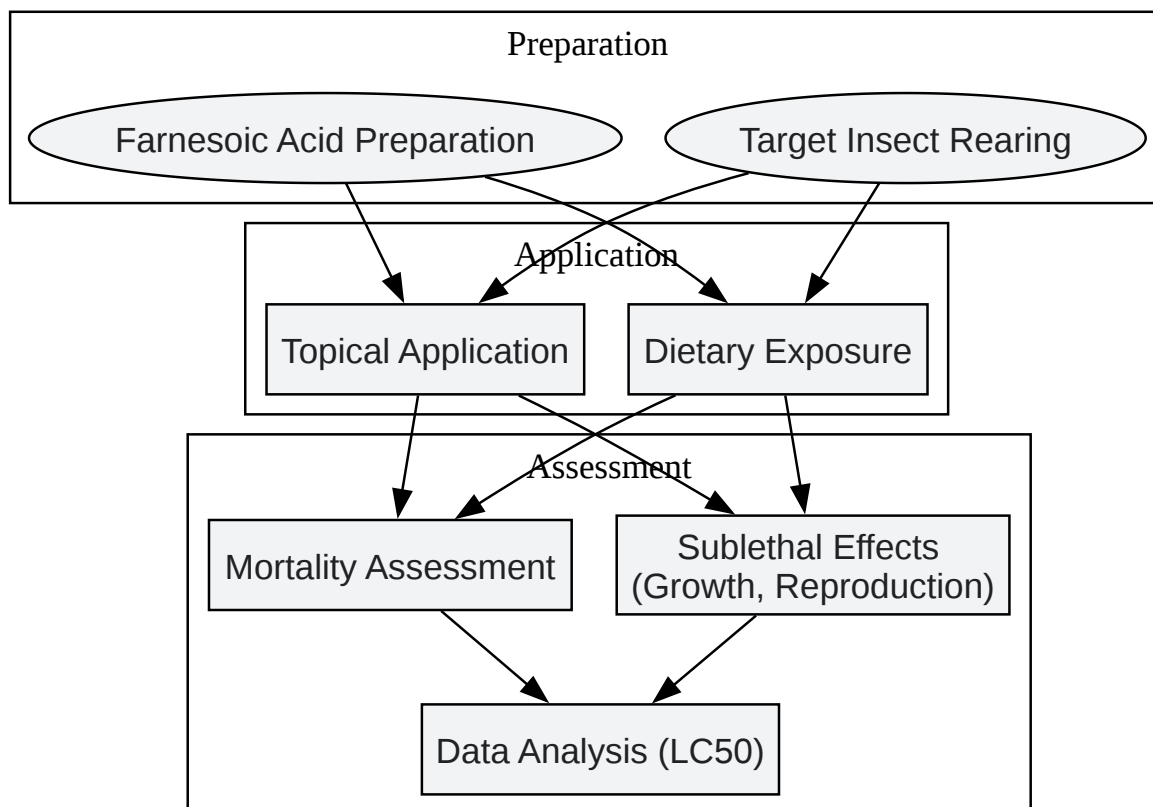 Preparation
Farnesoic Acid Preparation
Target Insect Rearing
Application
Topical Application
Dietary Exposure
Assessment
Mortality Assessment
Sublethal Effects
(Growth, Reproduction)
Data Analysis (LC50)